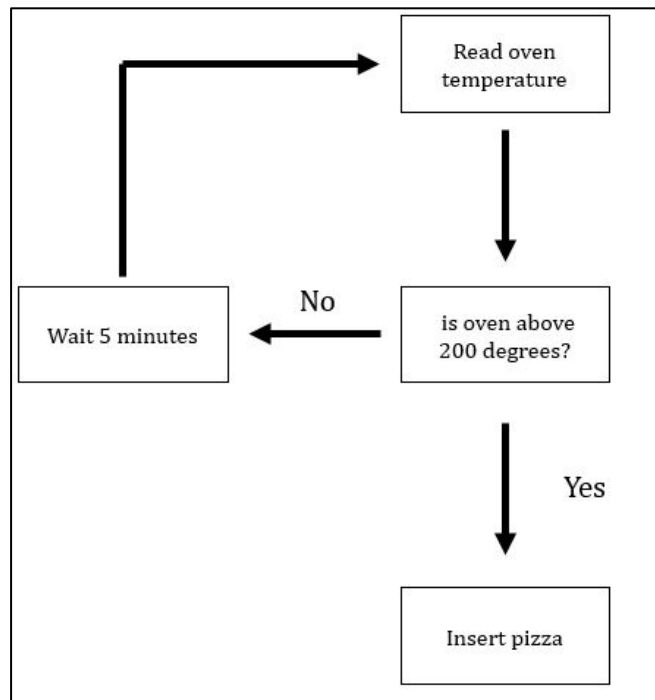 Read oven
temperature
No
Wait 5 minutes
is oven above
200 degrees?
Yes
Insert pizza